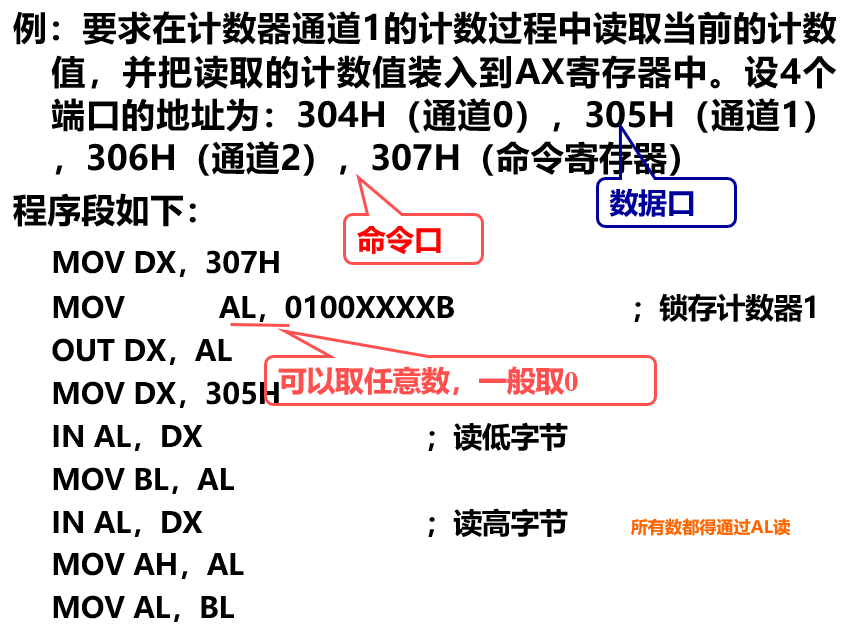 例：要求在计数器通道1的计数过程中读取当前的计数
值，并把读取的计数值装入到AX寄存器中。设4个
端口的地址为：304H（通道0），305H（通道1）
，306H（通道2），307H（命令寄存器）
数据口
程序段如下：
命令口
MOV DX，307H
MOV AL，0100XXXXB ；锁存计数器1
OUT DX，AL
可以取任意数，一般取0
MOV DX，305H
IN AL，DX ；读低字节
MOV BL，AL
IN AL，DX ；读高字节 所有数都得通过AL读
MOV AH，AL
MOV AL，BL